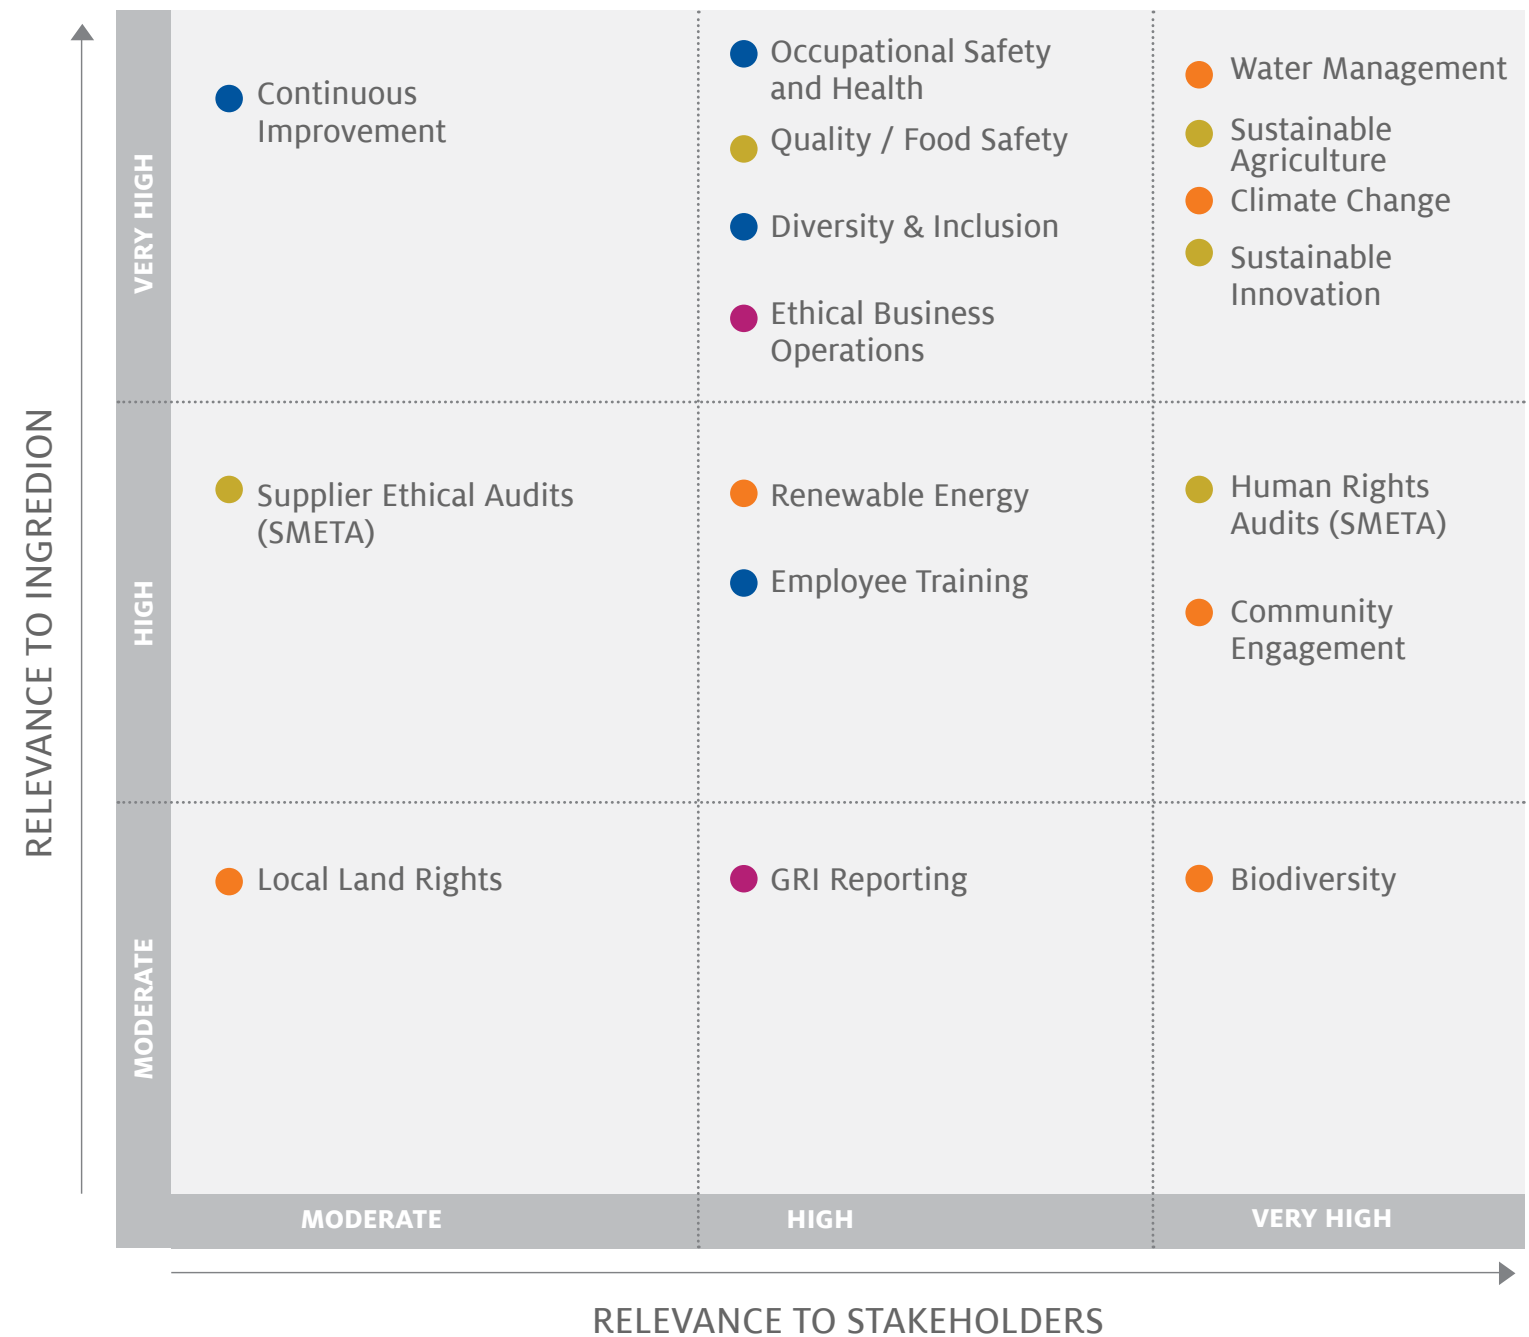 RELEVANCE TO INGREDION
VERY HIGH
Continuous
Improvement
Occupational Safety
and Health
Quality / Food Safety
Diversity & Inclusion
Ethical Business
Operations
Water Management
Sustainable
Agriculture
Climate Change
Sustainable
Innovation
HIGH
Supplier Ethical Audits
(SMETA)
Renewable Energy
Employee Training
Human Rights
Audits (SMETA)
Community
Engagement
MODERATE
Local Land Rights
GRI Reporting
Biodiversity
MODERATE
HIGH
VERY HIGH
RELEVANCE TO STAKEHOLDERS